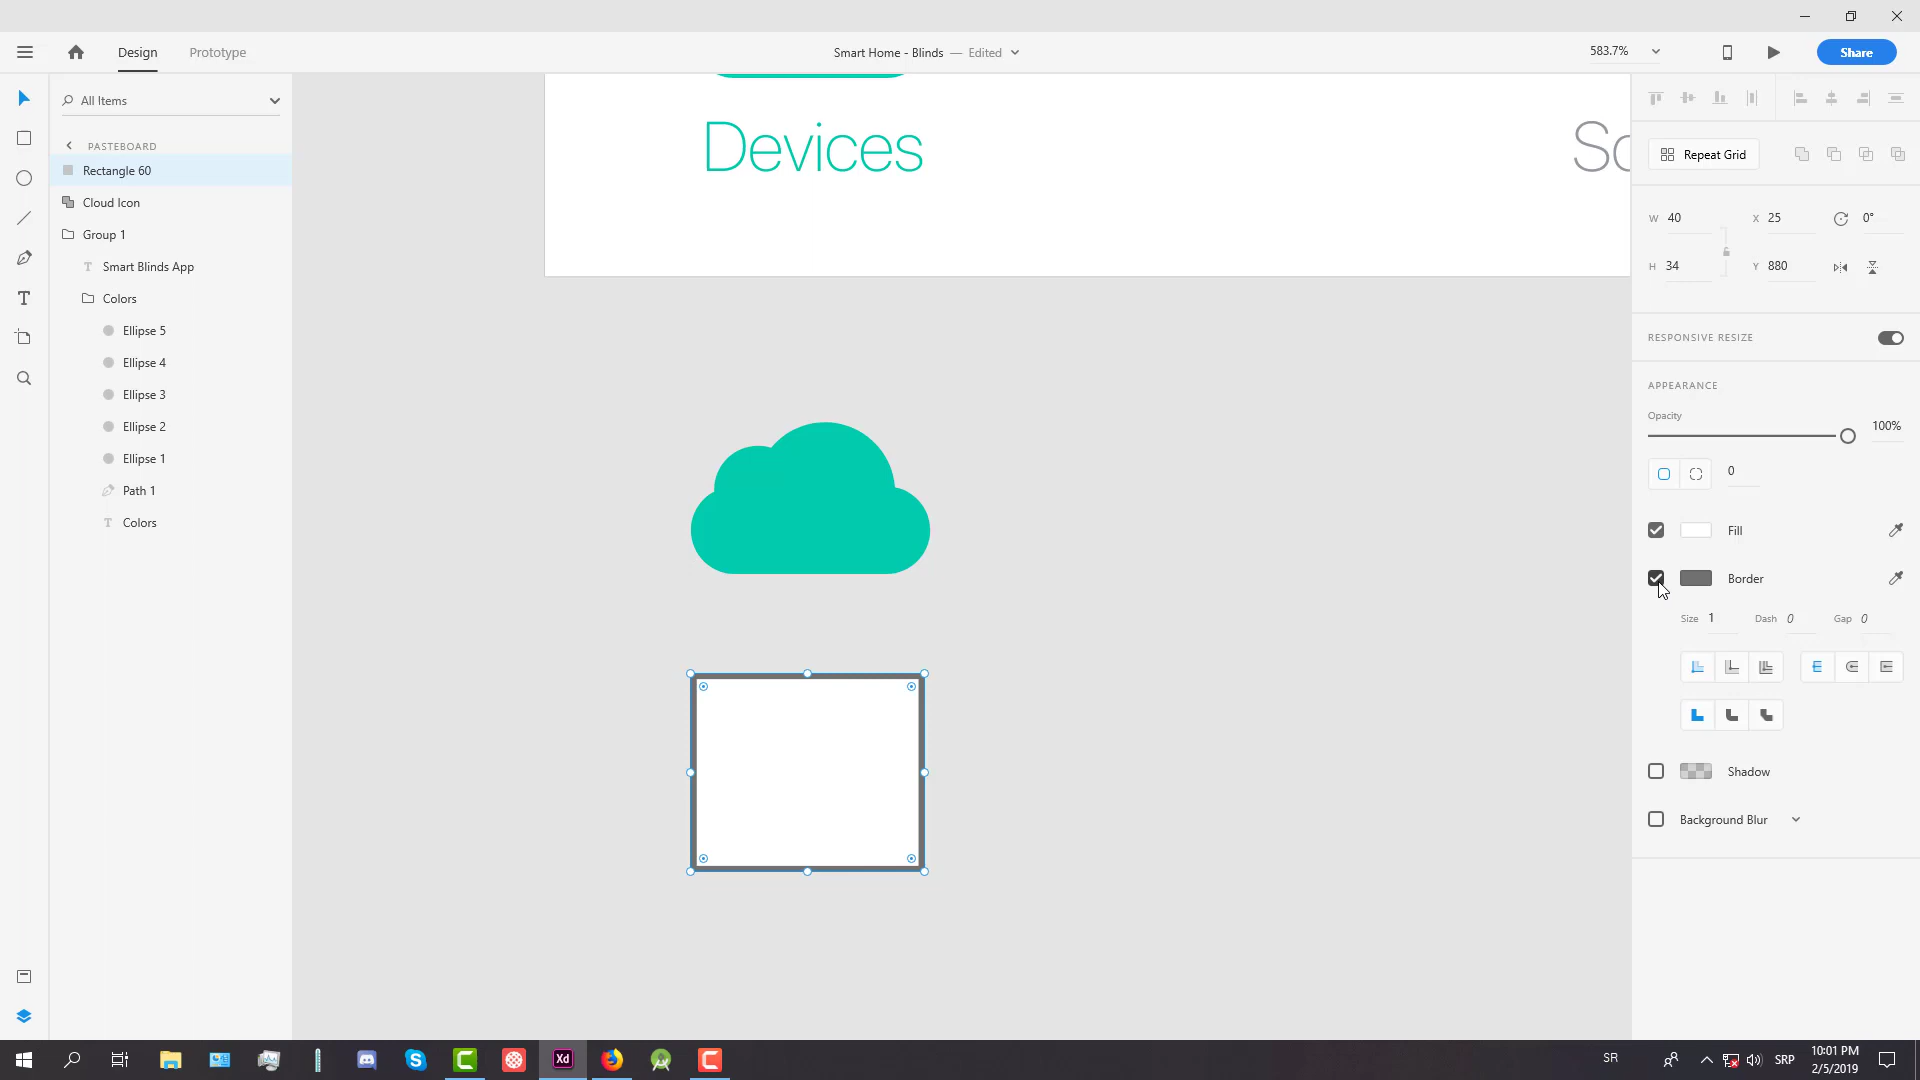 Design
Prototype
Smart Home - Blinds — Edited
583.7%
Share
All Items
PASTEBOARD
Rectangle 60
Cloud Icon
Group 1
T Smart Blinds App
Colors
Ellipse 5
Ellipse 4
Ellipse 3
Ellipse 2
Ellipse 1
Path 1
T Colors
Devices
Sc
Repeat Grid
W 40 X 25 0°
H 34 Y 880
RESPONSIVE RESIZE
APPEARANCE
Opacity
100%
0
Fill
Border
Size 1 Dash 0 Gap 0
Shadow
Background Blur
Xd
SR
SRP
10:01 PM
2/5/2019